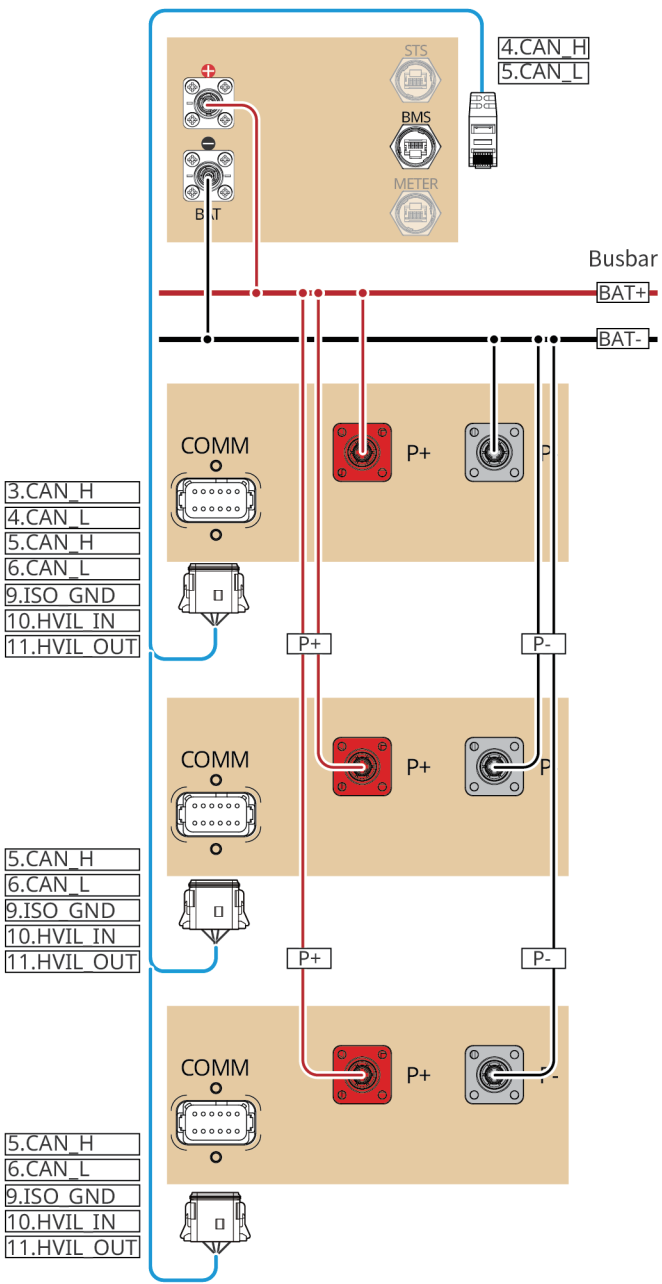 4.CAN_H
5.CAN_L
STS
BMS
METER
BAT
Busbar
BAT+
BAT-
COMM
P+
P
3.CAN_H
4.CAN_L
5.CAN_H
6.CAN_L
9.ISO_GND
10.HVIL_IN
11.HVIL_OUT
P+
P-
COMM
P+
P
5.CAN_H
6.CAN_L
9.ISO_GND
10.HVIL_IN
11.HVIL_OUT
P+
P-
COMM
P+
P-
5.CAN_H
6.CAN_L
9.ISO_GND
10.HVIL_IN
11.HVIL_OUT